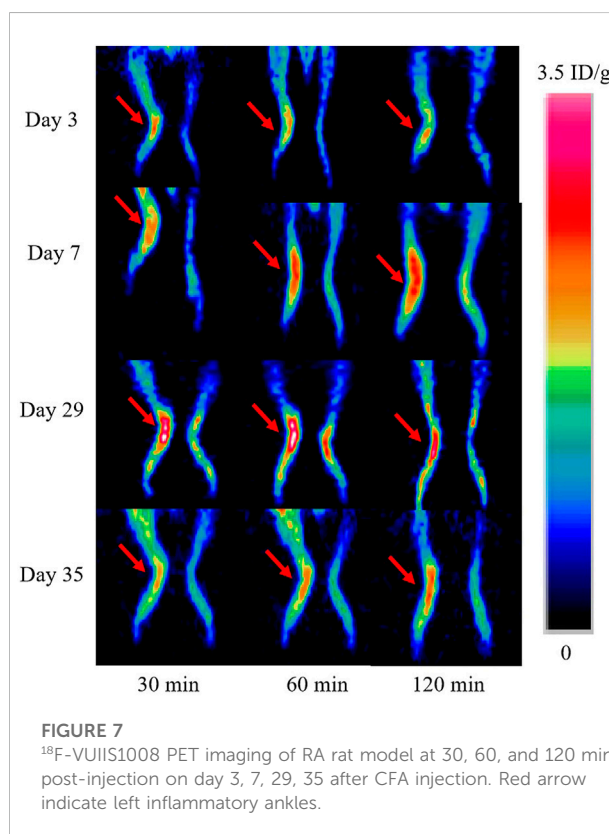 3.5 ID/g
Day 3
Day 7
Day 29
Day 35
0
30 min
60 min
120 min
FIGURE 7
¹⁸F-VUIIS1008 PET imaging of RA rat model at 30, 60, and 120 min
post-injection on day 3, 7, 29, 35 after CFA injection. Red arrow
indicate left inflammatory ankles.